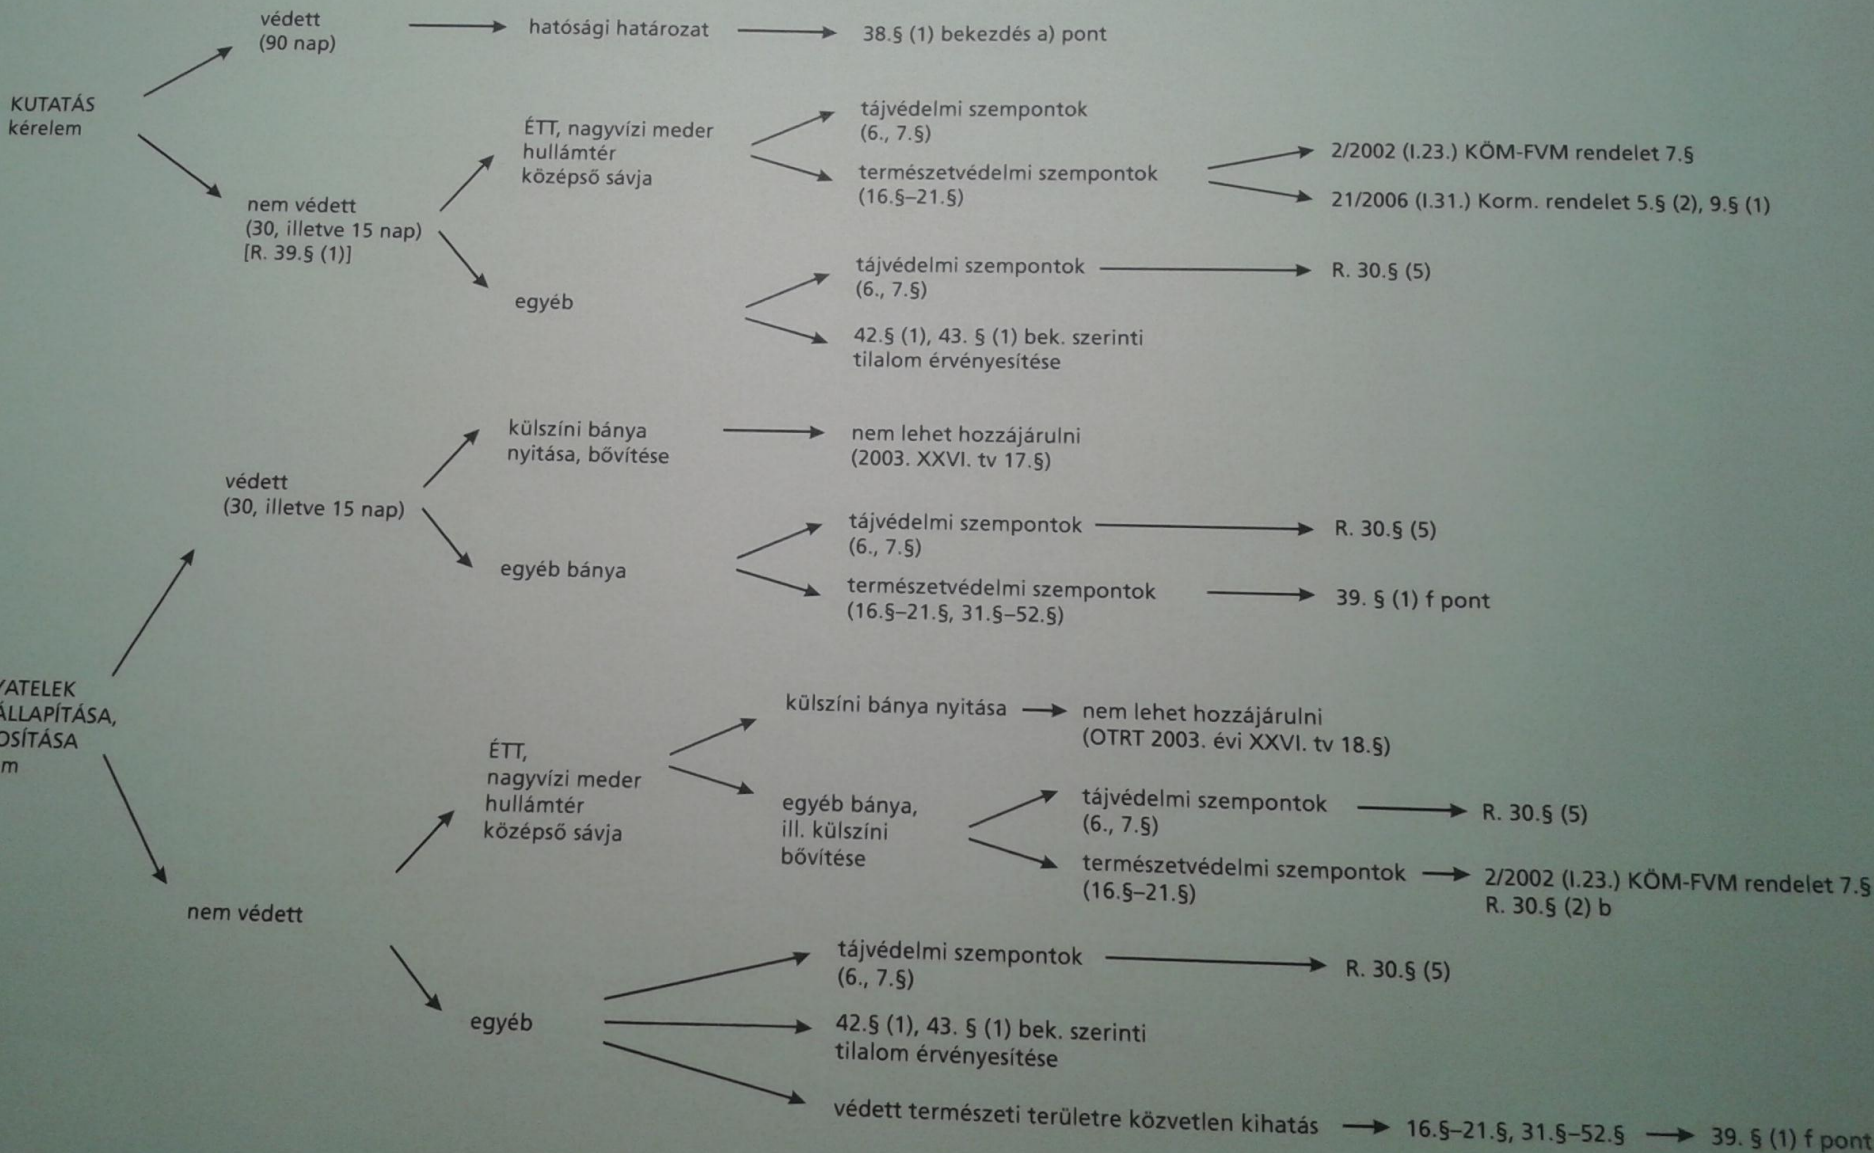 védett
(90 nap)
hatósági határozat
38.§ (1) bekezdés a) pont
KUTATÁS
kérelem
nem védett
(30, illetve 15 nap)
[R. 39.§ (1)]
ÉTT, nagyvízi meder
hullámtér
középső sávja
tájvédelmi szempontok
(6., 7.§)
természetvédelmi szempontok
(16.§–21.§)
2/2002 (I.23.) KÖM-FVM rendelet 7.§
21/2006 (I.31.) Korm. rendelet 5.§ (2), 9.§ (1)
egyéb
tájvédelmi szempontok
(6., 7.§)
R. 30.§ (5)
42.§ (1), 43. § (1) bek. szerinti
tilalom érvényesítése
YATELEK
ÁLLAPÍTÁSA,
OSÍTÁSA
m
védett
(30, illetve 15 nap)
külszíni bánya
nyitása, bővítése
nem lehet hozzájárulni
(2003. XXVI. tv 17.§)
egyéb bánya
tájvédelmi szempontok
(6., 7.§)
R. 30.§ (5)
természetvédelmi szempontok
(16.§–21.§, 31.§–52.§)
39. § (1) f pont
nem védett
ÉTT,
nagyvízi meder
hullámtér
középső sávja
külszíni bánya nyitása
nem lehet hozzájárulni
(OTRT 2003. évi XXVI. tv 18.§)
egyéb bánya,
ill. külszíni
bővítése
tájvédelmi szempontok
(6., 7.§)
R. 30.§ (5)
természetvédelmi szempontok
(16.§–21.§)
2/2002 (I.23.) KÖM-FVM rendelet 7.§
R. 30.§ (2) b
egyéb
tájvédelmi szempontok
(6., 7.§)
R. 30.§ (5)
42.§ (1), 43. § (1) bek. szerinti
tilalom érvényesítése
védett természeti területre közvetlen kihatás
16.§–21.§, 31.§–52.§
39. § (1) f pont